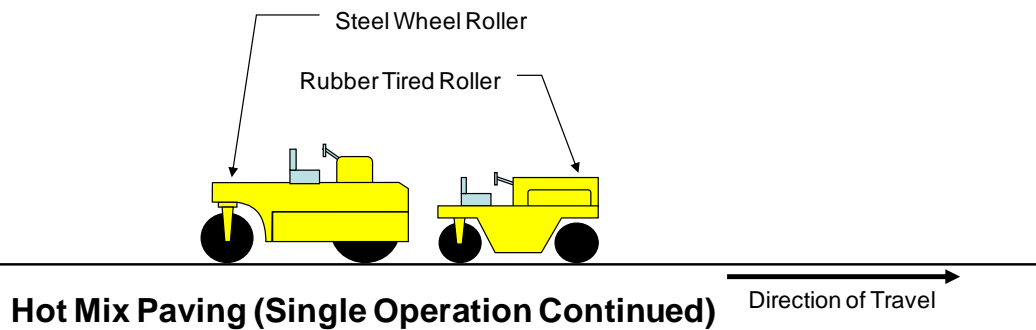 Steel Wheel Roller
Rubber Tired Roller
Hot Mix Paving (Single Operation Continued)
Direction of Travel